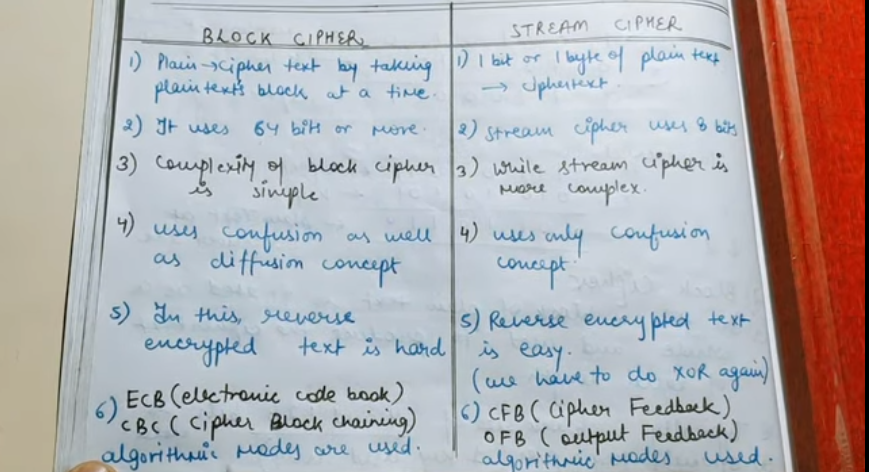 BLOCK CIPHER
1) Plain → cipher text by taking
plain texts block at a time.
2) It uses 64 bits or more.
3) Complexity of block cipher
is simple
4) uses confusion as well
as diffusion concept
5) In this, reverse
encrypted text is hard
6) ECB (electronic code book)
CBC ( Cipher Block chaining)
algorithmic modes are used.
STREAM CIPHER
1) 1 bit or 1 byte of plain text
→ ciphertext.
2) stream cipher uses 8 bits
3) While stream cipher is
more complex.
4) uses only confusion
concept.
5) Reverse encrypted text
is easy.
(we have to do XOR again)
6) CFB ( Cipher Feedback)
OFB ( output Feedback)
algorithmic modes used.